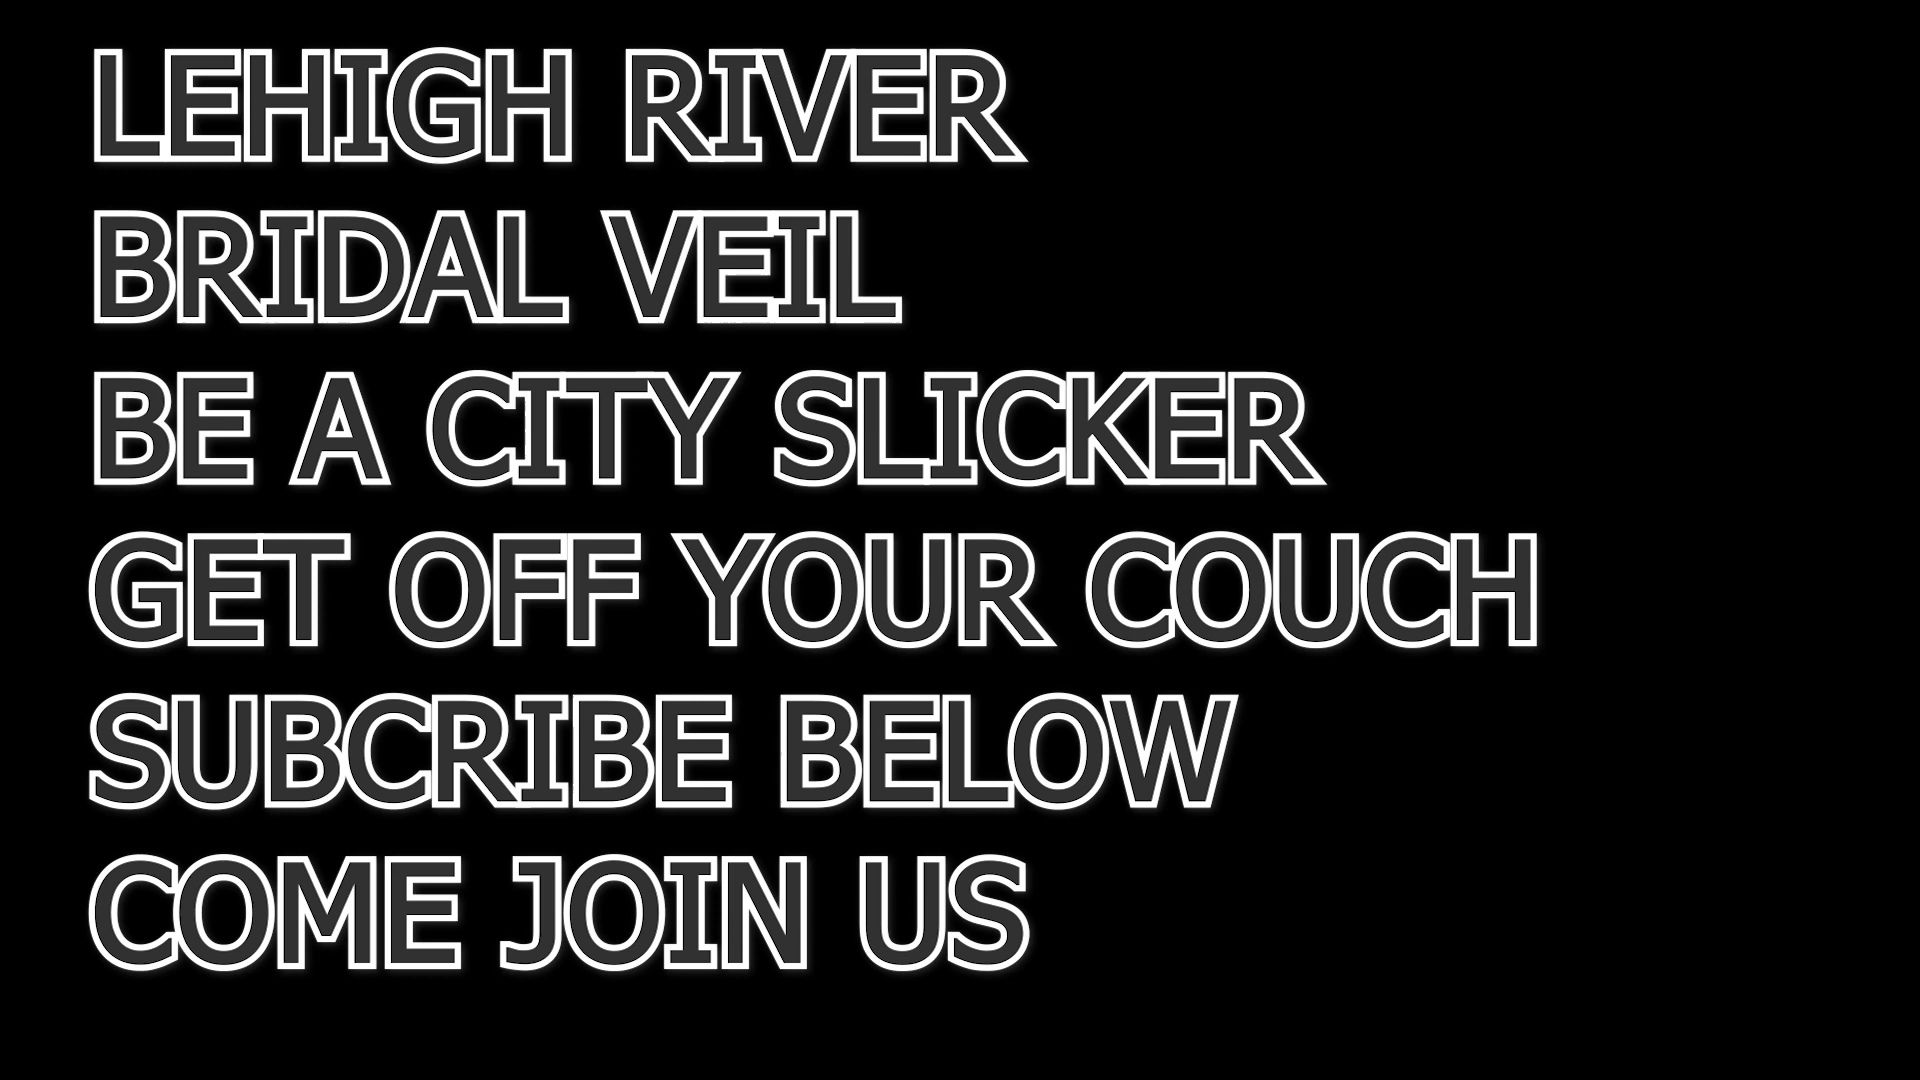 LEHIGH RIVER
BRIDAL VEIL
BE A CITY SLICKER
GET OFF YOUR COUCH
SUBCRIBE BELOW
COME JOIN US